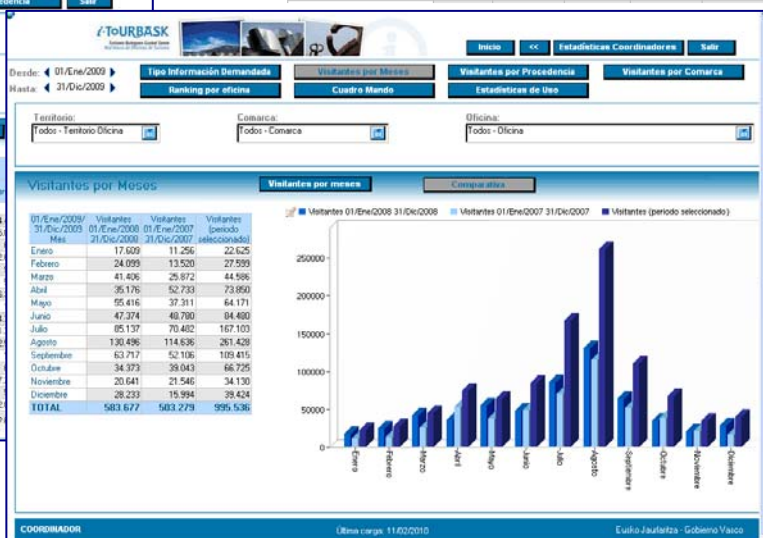 Salir
i-TOURBASK
Inicio << Estadísticas Coordinadores Salir
Desde: 01/Ene/2009
Hasta: 31/Dic/2009
Tipo Información Demandada Visitantes por Meses Visitantes por Procedencia Visitantes por Comarca
Ranking por oficina Cuadro Mando Estadísticas de Uso
Territorio: Comarca: Oficina:
Todos - Territorio Oficina Todos - Comarca Todos - Oficina
Visitantes por Meses
Visitantes por meses Comparativa
01/Ene/2009/ Visitantes Visitantes Visitantes
31/Dic/2009 01/Ene/2008 01/Ene/2007 (periodo
Mes 31/Dic/2008 31/Dic/2007 seleccionado)
Enero 17.609 11.256 22.625
Febrero 24.099 13.520 27.599
Marzo 41.406 25.872 44.586
Abril 35.176 52.733 73.850
Mayo 55.416 37.311 64.171
Junio 47.374 48.780 84.480
Julio 85.137 70.482 167.103
Agosto 130.496 114.636 261.428
Septiembre 63.717 52.106 109.415
Octubre 34.373 39.043 66.725
Noviembre 20.641 21.546 34.130
Diciembre 28.233 15.994 39.424
TOTAL 583.677 503.279 995.536
Visitantes 01/Ene/2008 31/Dic/2008 Visitantes 01/Ene/2007 31/Dic/2007 Visitantes (periodo seleccionado)
250000
200000
150000
100000
50000
0
Enero
Febrero
Marzo
Abril
Mayo
Junio
Julio
Agosto
Septiembre
Octubre
Noviembre
Diciembre
COORDINADOR Última carga: 11/02/2010 Eusko Jaurlaritza - Gobierno Vasco